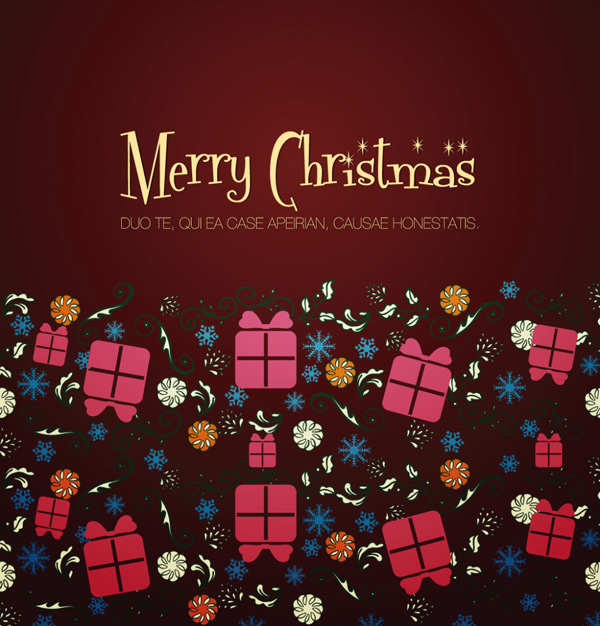 Merry Christmas
DUO TE, QUI EA CASE APEIRIAN, CAUSAE HONESTATIS.